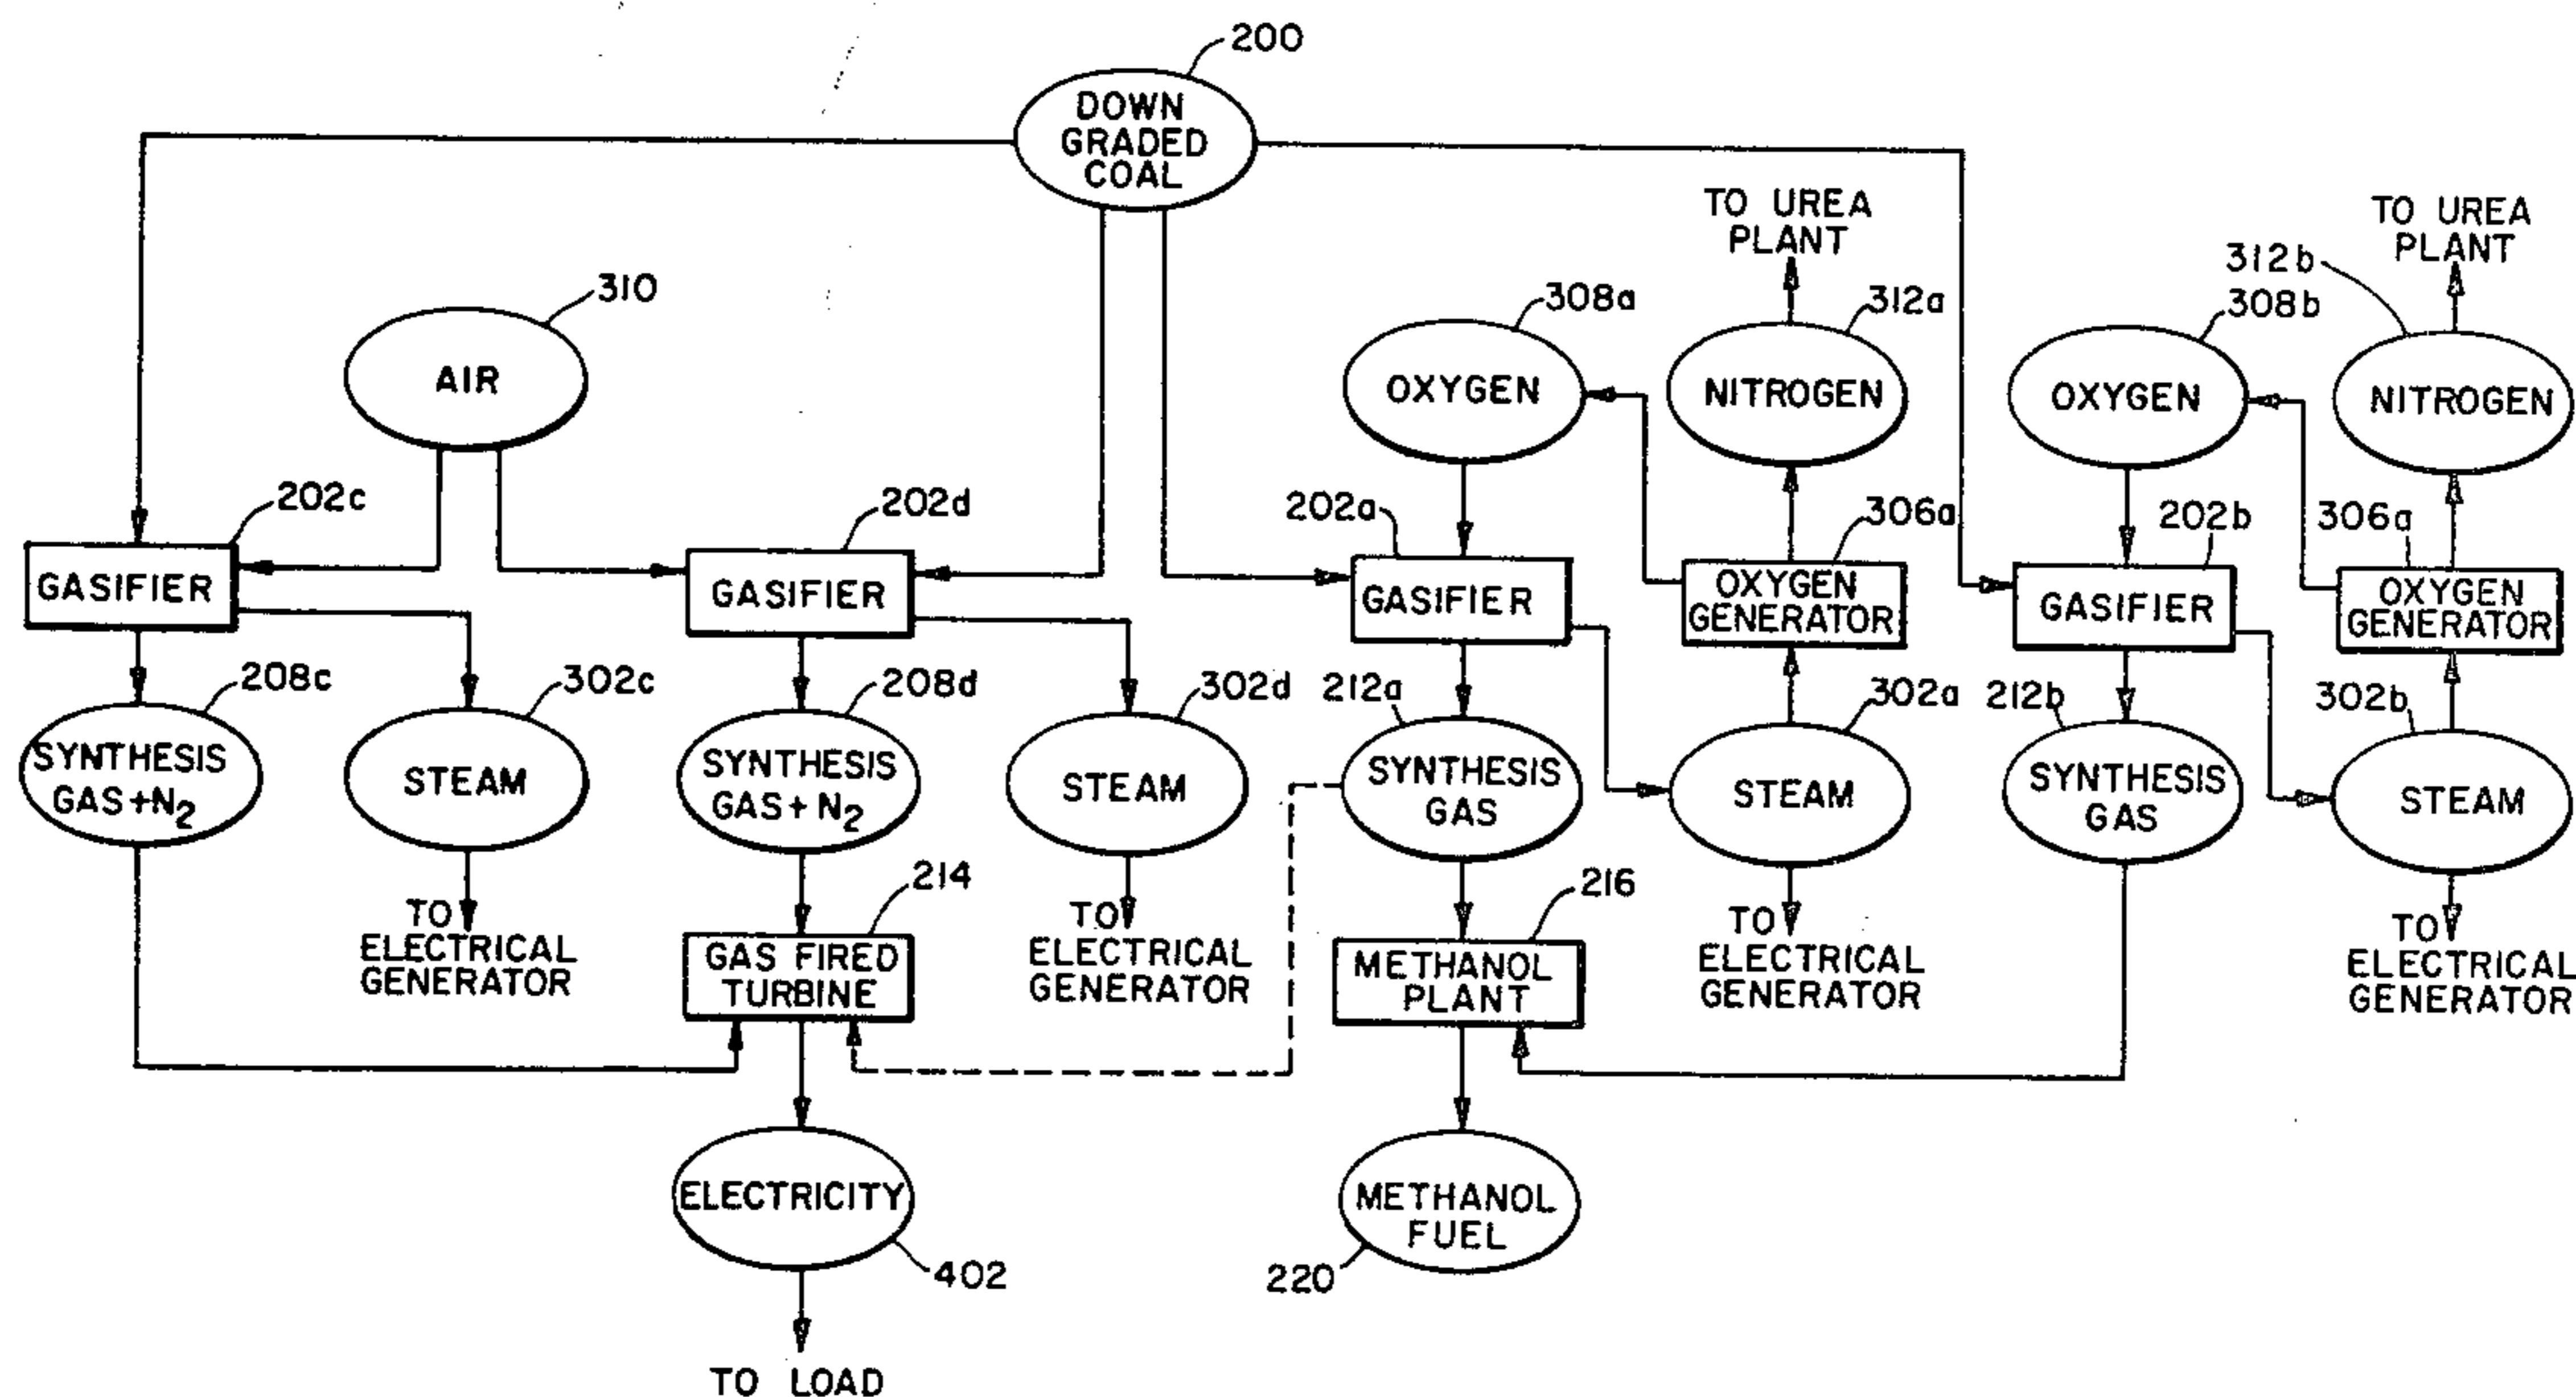 200
DOWN
GRADED
COAL
TO UREA
PLANT
TO UREA
PLANT
310
308a
312a
312b
308b
AIR
OXYGEN
NITROGEN
OXYGEN
NITROGEN
202c
202d
202a
306a
202b
306a
GASIFIER
GASIFIER
GASIFIER
OXYGEN
GENERATOR
GASIFIER
OXYGEN
GENERATOR
208c
302c
208d
302d
212a
302a
212b
302b
SYNTHESIS
GAS+N2
STEAM
SYNTHESIS
GAS+N2
STEAM
SYNTHESIS
GAS
STEAM
SYNTHESIS
GAS
STEAM
TO
ELECTRICAL
GENERATOR
214
GAS FIRED
TURBINE
TO
ELECTRICAL
GENERATOR
216
METHANOL
PLANT
TO
ELECTRICAL
GENERATOR
TO
ELECTRICAL
GENERATOR
ELECTRICITY
402
METHANOL
FUEL
220
TO LOAD